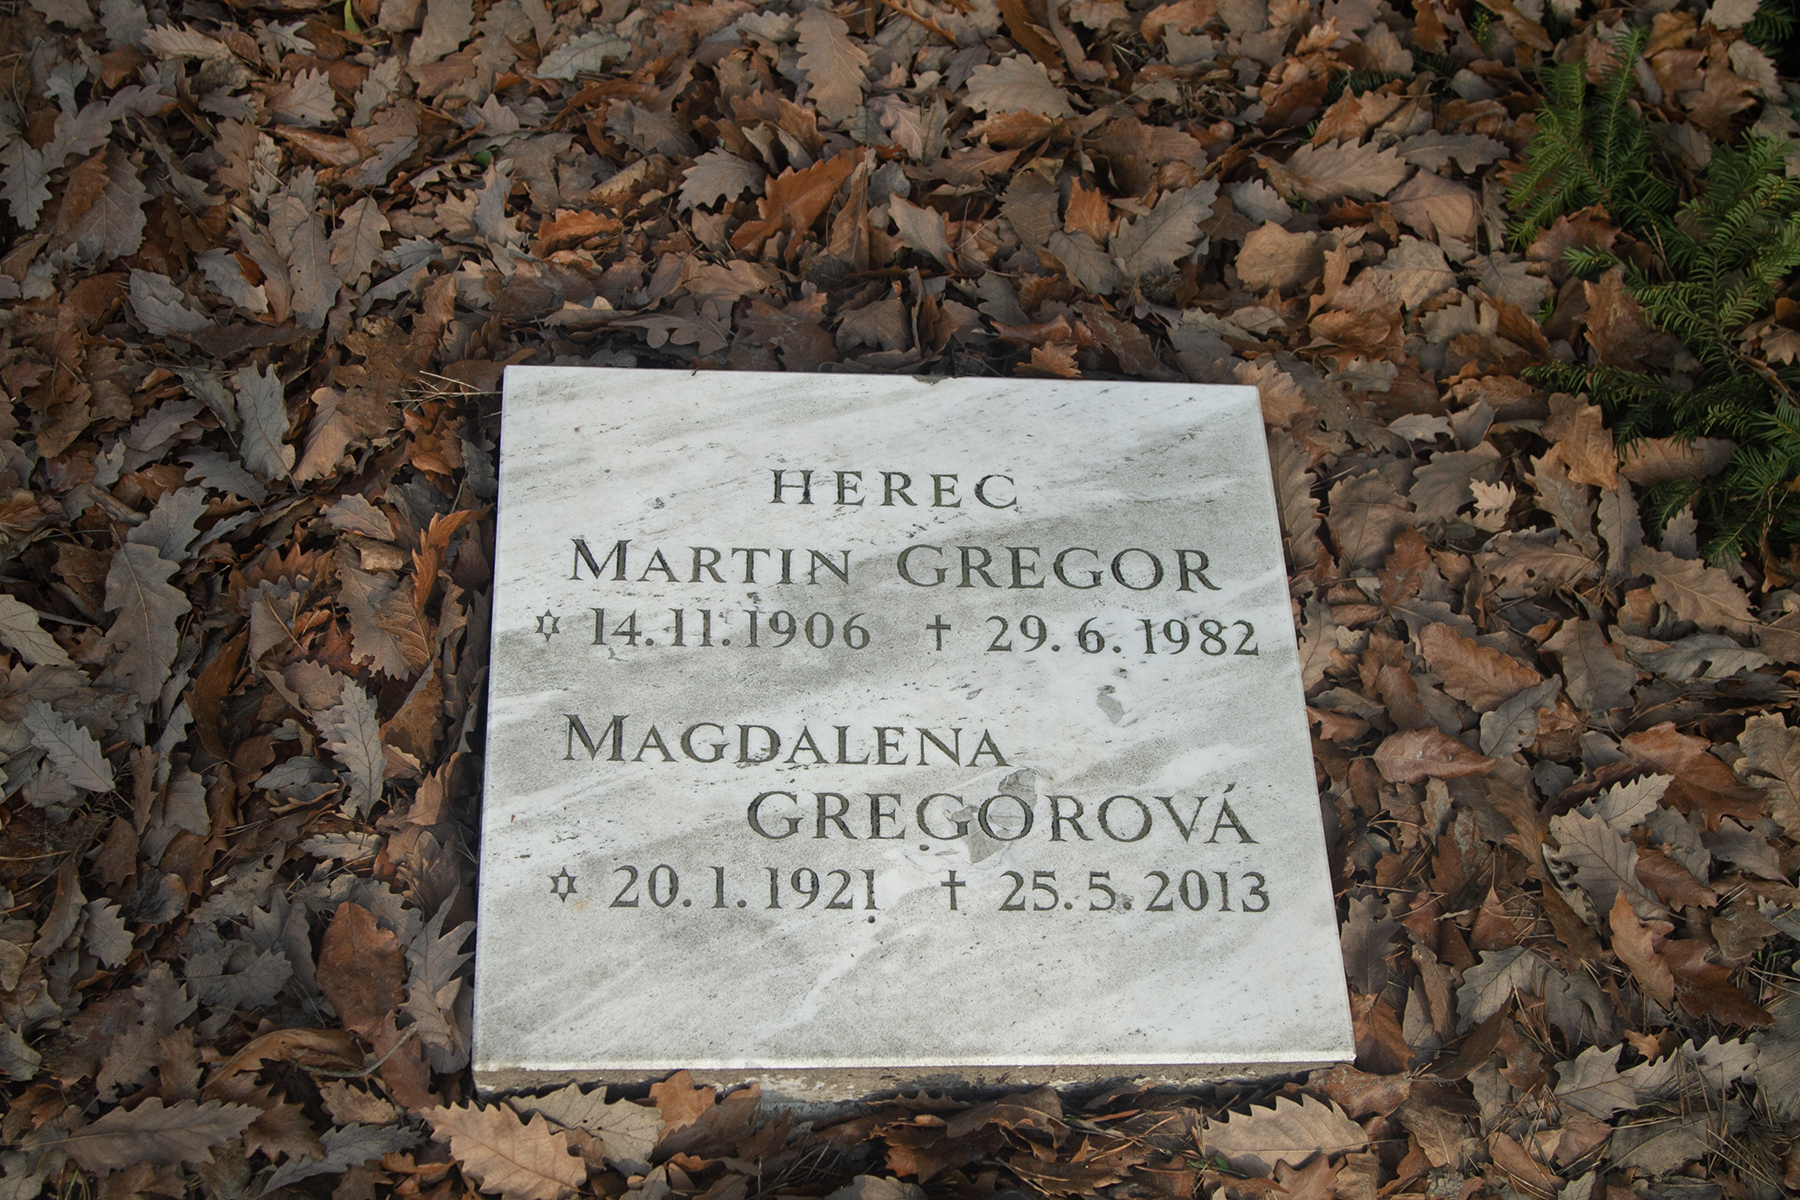 HEREC
MARTIN GREGOR
✡ 14.11.1906 † 29.6.1982
MAGDALENA
GREGOROVÁ
✡ 20.1.1921 † 25.5.2013